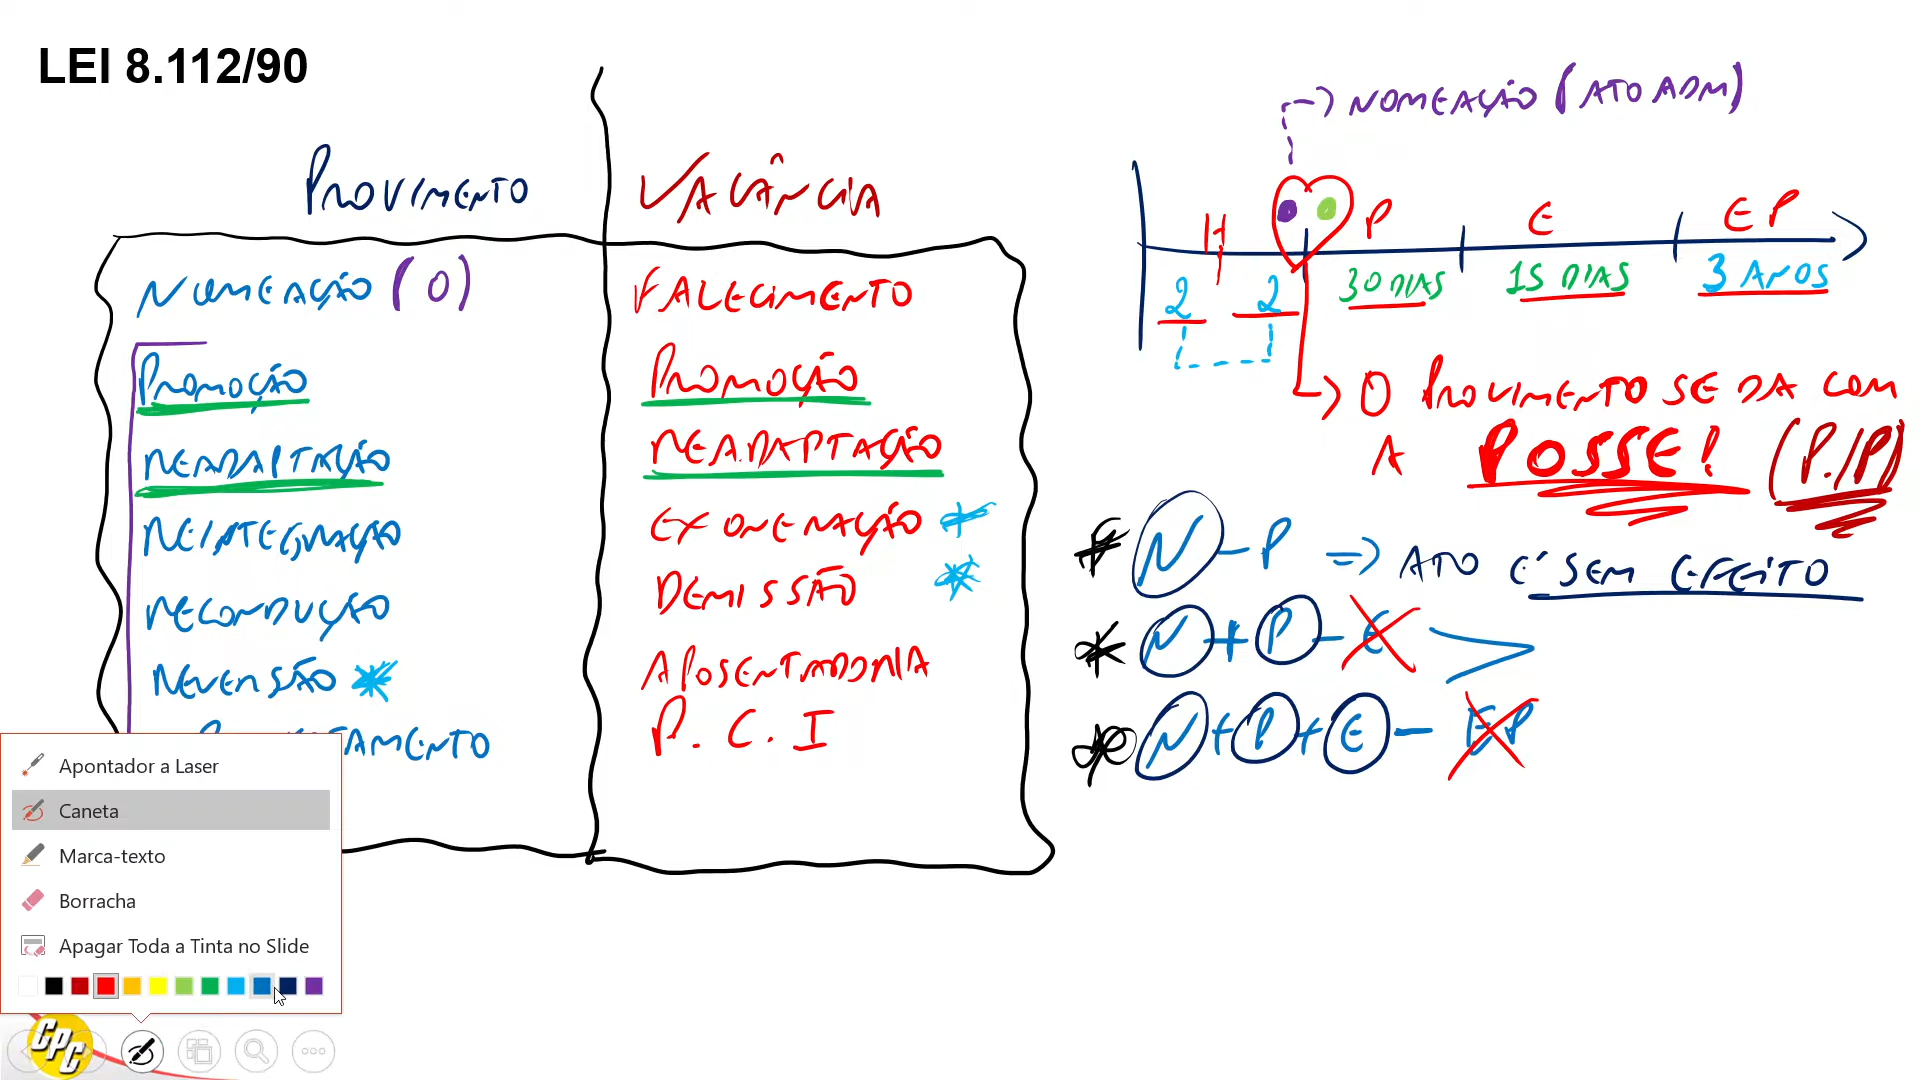 LEI 8.112/90
PROVIMENTO
NOMEAÇÃO (O)
PROMOÇÃO
READAPTAÇÃO
REINTEGRAÇÃO
RECONDUÇÃO
REVERSÃO *
VACÂNCIA
FALECIMENTO
PROMOÇÃO
READAPTAÇÃO
EXONERAÇÃO *
DEMISSÃO *
APOSENTADORIA
P. C. I
NOMEAÇÃO (ATO ADM)
H P E EP
2 2 30 DIAS 15 DIAS 3 ANOS
O PROVIMENTO SE DA COM
A POSSE! (P./P)
* N - P => ATO É SEM EFEITO
* N + P - E
* N + P + E - EP
Apontador a Laser
Caneta
Marca-texto
Borracha
Apagar Toda a Tinta no Slide
CPC